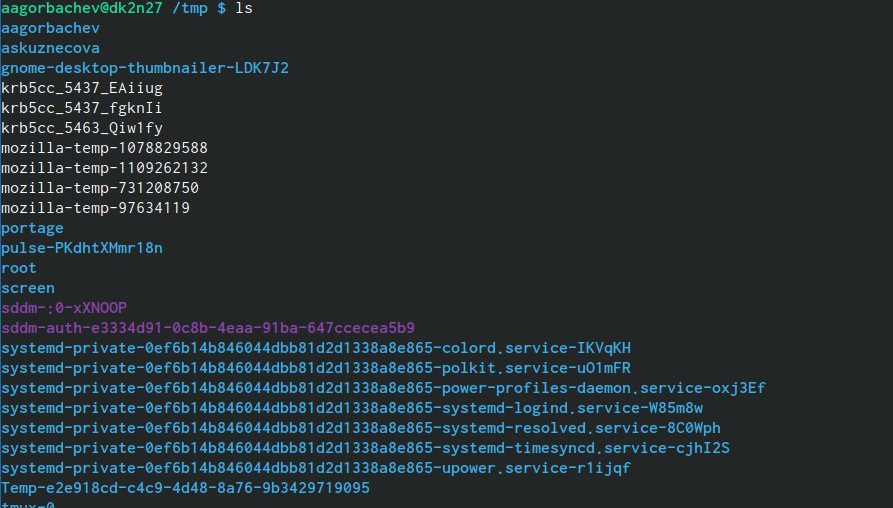 aagorbachev@dk2n27 /tmp $ ls
aagorbachev
askuznecova
gnome-desktop-thumbnailer-LDK7J2
krb5cc_5437_EAiiug
krb5cc_5437_fgknIi
krb5cc_5463_Qiw1fy
mozilla-temp-1078829588
mozilla-temp-1109262132
mozilla-temp-731208750
mozilla-temp-97634119
portage
pulse-PKdhtXMmr18n
root
screen
sddm-:0-xXNOOP
sddm-auth-e3334d91-0c8b-4eaa-91ba-647ccecea5b9
systemd-private-0ef6b14b846044dbb81d2d1338a8e865-colord.service-IKVqKH
systemd-private-0ef6b14b846044dbb81d2d1338a8e865-polkit.service-uO1mFR
systemd-private-0ef6b14b846044dbb81d2d1338a8e865-power-profiles-daemon.service-oxj3Ef
systemd-private-0ef6b14b846044dbb81d2d1338a8e865-systemd-logind.service-W85m8w
systemd-private-0ef6b14b846044dbb81d2d1338a8e865-systemd-resolved.service-8C0Wph
systemd-private-0ef6b14b846044dbb81d2d1338a8e865-systemd-timesyncd.service-cjhI2S
systemd-private-0ef6b14b846044dbb81d2d1338a8e865-upower.service-r1ijqf
Temp-e2e918cd-c4c9-4d48-8a76-9b3429719095